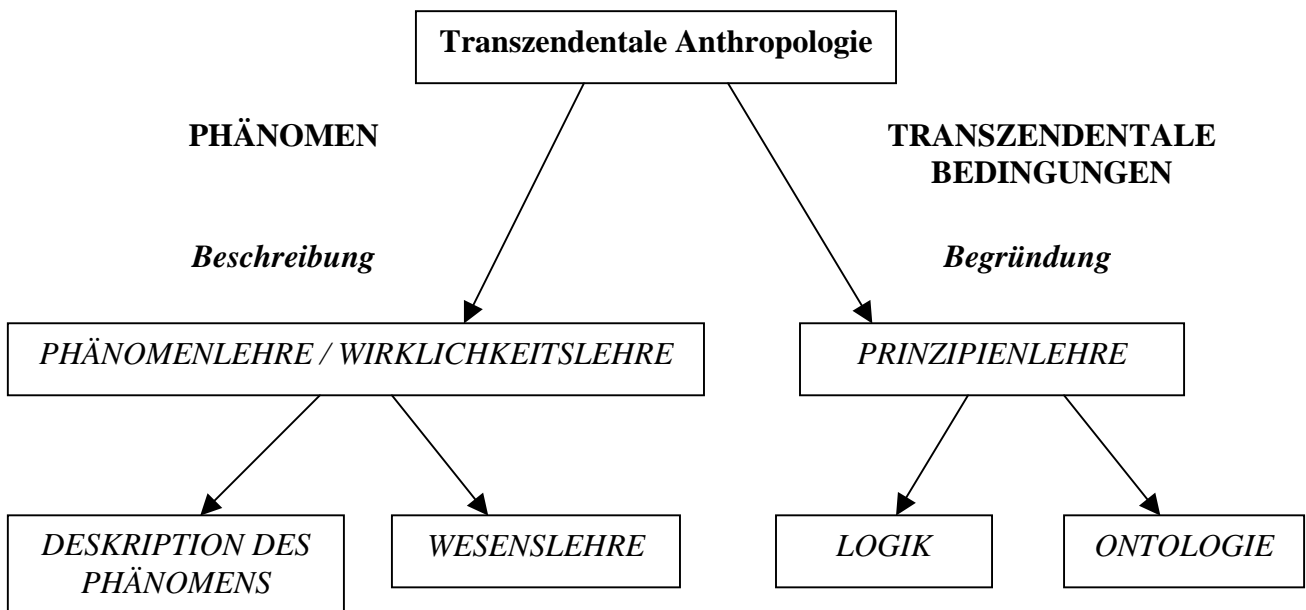 Transzendentale Anthropologie
PHÄNOMEN
TRANSZENDENTALE
BEDINGUNGEN
Beschreibung
Begründung
PHÄNOMENLEHRE / WIRKLICHKEITSLEHRE
PRINZIPIENLEHRE
DESKRIPTION DES
PHÄNOMENS
WESENSLEHRE
LOGIK
ONTOLOGIE